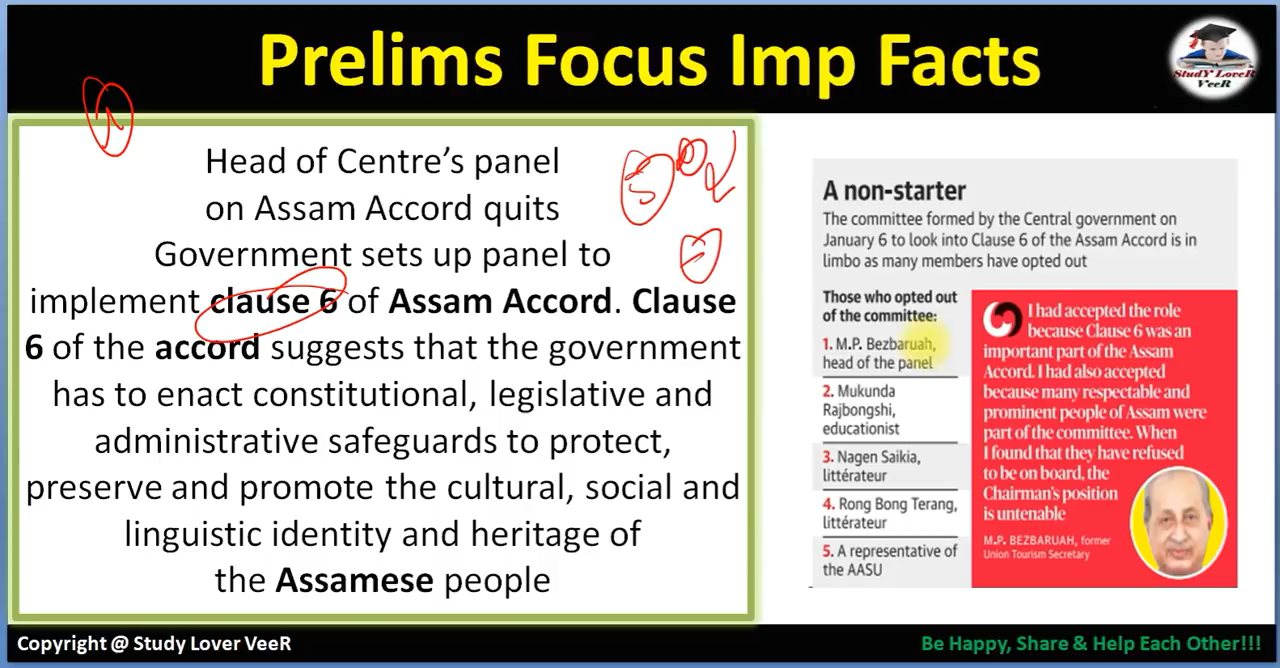 Prelims Focus Imp Facts
StudY LoveR
VeeR
Head of Centre’s panel
on Assam Accord quits
Government sets up panel to
implement clause 6 of Assam Accord. Clause
6 of the accord suggests that the government
has to enact constitutional, legislative and
administrative safeguards to protect,
preserve and promote the cultural, social and
linguistic identity and heritage of
the Assamese people
A non-starter
The committee formed by the Central government on
January 6 to look into Clause 6 of the Assam Accord is in
limbo as many members have opted out
Those who opted out
of the committee:
1. M.P. Bezbaruah,
head of the panel
2. Mukunda
Rajbongshi,
educationist
3. Nagen Saikia,
littérateur
4. Rong Bong Terang,
littérateur
5. A representative of
the AASU
I had accepted the role
because Clause 6 was an
important part of the Assam
Accord. I had also accepted
because many respectable and
prominent people of Assam were
part of the committee. When
I found that they have refused
to be on board, the
Chairman's position
is untenable
M.P. BEZBARUAH, former
Union Tourism Secretary
Copyright @ Study Lover VeeR
Be Happy, Share & Help Each Other!!!